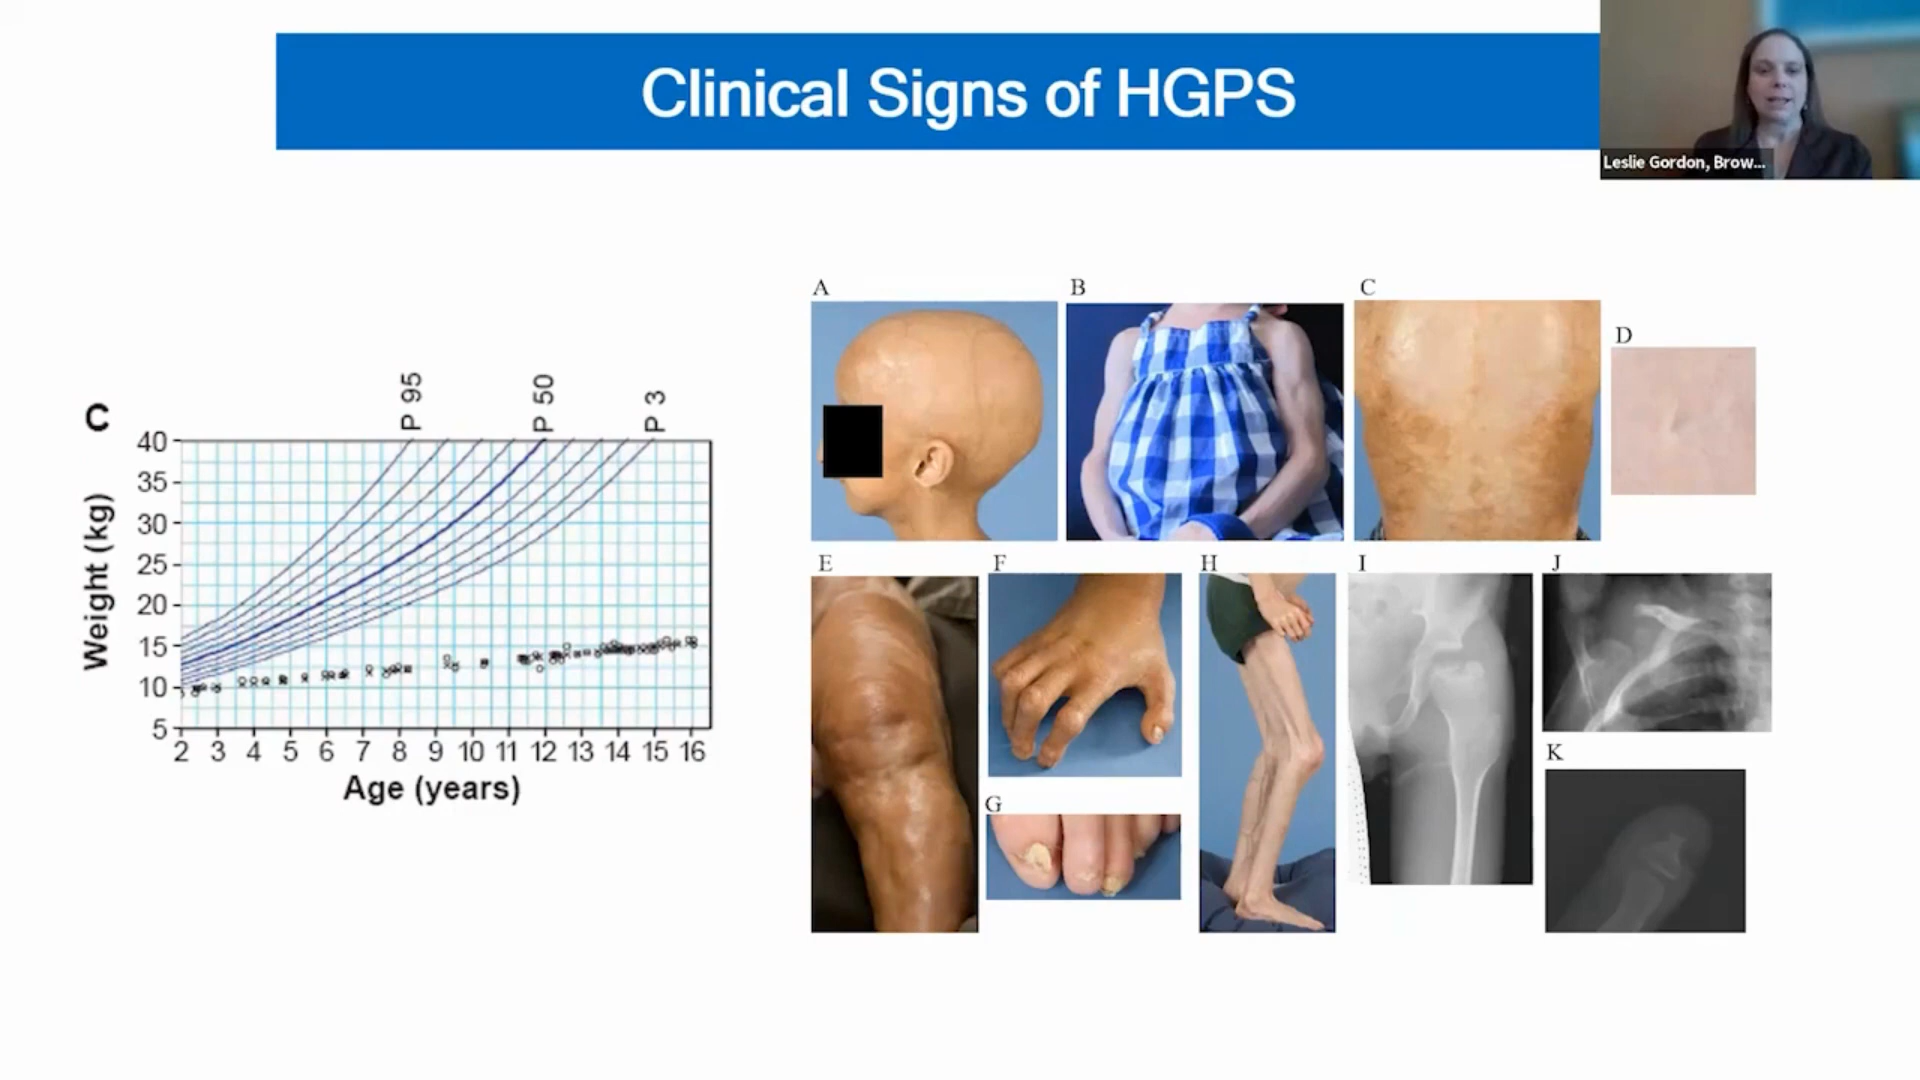 Clinical Signs of HGPS
Leslie Gordon, Brow...
C
P 95
P 50
P 3
Weight (kg)
40
35
30
25
20
15
10
5
2 3 4 5 6 7 8 9 10 11 12 13 14 15 16
Age (years)
A
B
C
D
E
F
G
H
I
J
K